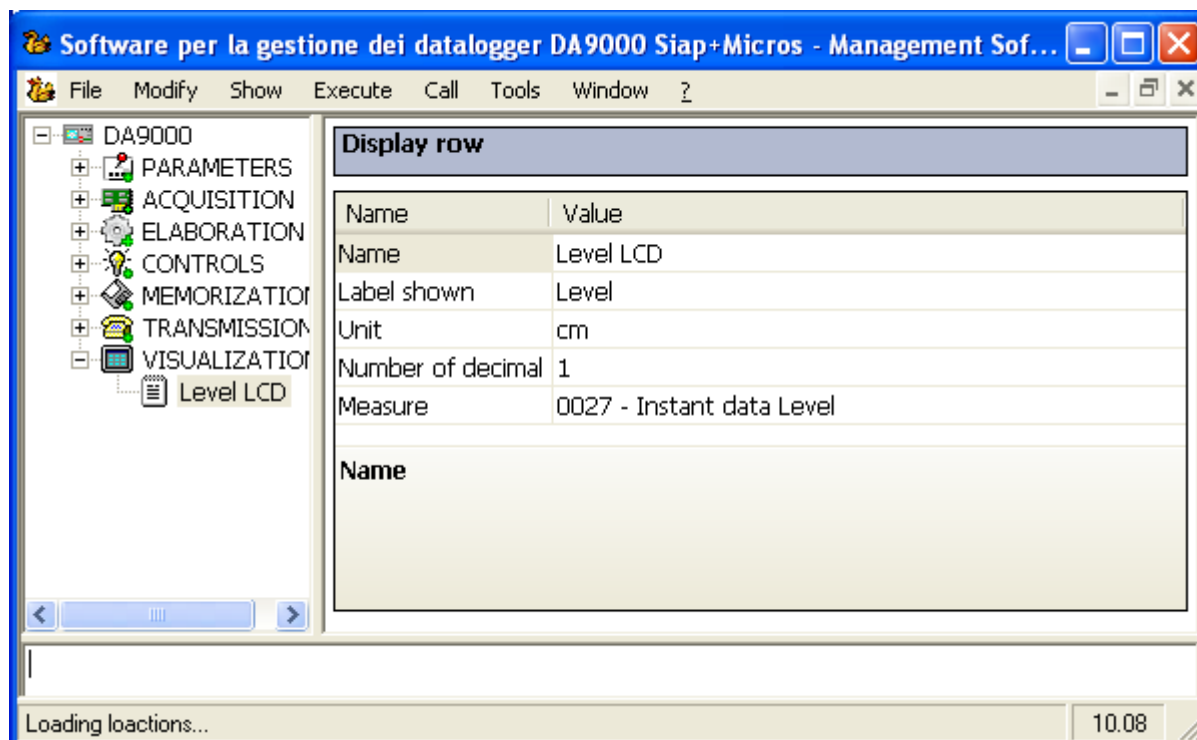 Software per la gestione dei datalogger DA9000 Siap+Micros - Management Sof...
File Modify Show Execute Call Tools Window ?
DA9000
PARAMETERS
ACQUISITION
ELABORATION
CONTROLS
MEMORIZATIO
TRANSMISSION
VISUALIZATIO
Level LCD
Display row
Name Value
Name Level LCD
Label shown Level
Unit cm
Number of decimal 1
Measure 0027 - Instant data Level
Name
Loading loactions...
10.08